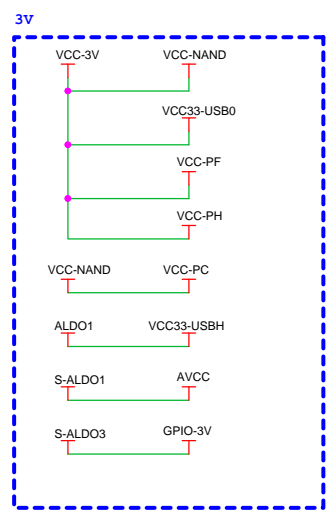 3V
VCC-3V VCC-NAND
VCC33-USB0
VCC-PF
VCC-PH
VCC-NAND VCC-PC
ALDO1 VCC33-USBH
S-ALDO1 AVCC
S-ALDO3 GPIO-3V